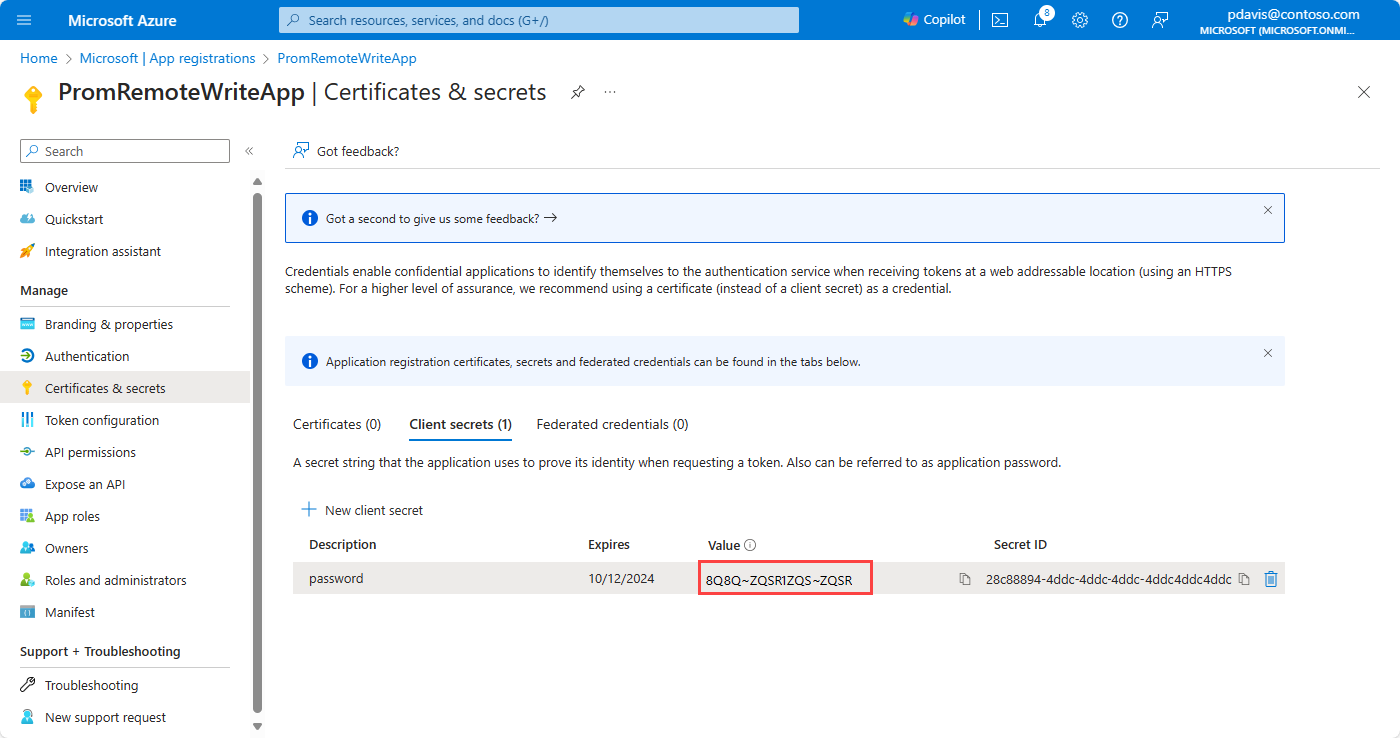 Microsoft Azure
Search resources, services, and docs (G+/)
Copilot
8
pdavis@contoso.com
MICROSOFT (MICROSOFT.ONMI...
Home > Microsoft | App registrations > PromRemoteWriteApp
PromRemoteWriteApp | Certificates & secrets
Search
Got feedback?
Overview
Quickstart
Integration assistant
Manage
Branding & properties
Authentication
Certificates & secrets
Token configuration
API permissions
Expose an API
App roles
Owners
Roles and administrators
Manifest
Support + Troubleshooting
Troubleshooting
New support request
Got a second to give us some feedback? →
Credentials enable confidential applications to identify themselves to the authentication service when receiving tokens at a web addressable location (using an HTTPS
scheme). For a higher level of assurance, we recommend using a certificate (instead of a client secret) as a credential.
Application registration certificates, secrets and federated credentials can be found in the tabs below.
Certificates (0) Client secrets (1) Federated credentials (0)
A secret string that the application uses to prove its identity when requesting a token. Also can be referred to as application password.
New client secret
Description Expires Value Secret ID
password 10/12/2024 8Q8Q~ZQSR1ZQS~ZQSR 28c88894-4ddc-4ddc-4ddc-4ddc4ddc4ddc